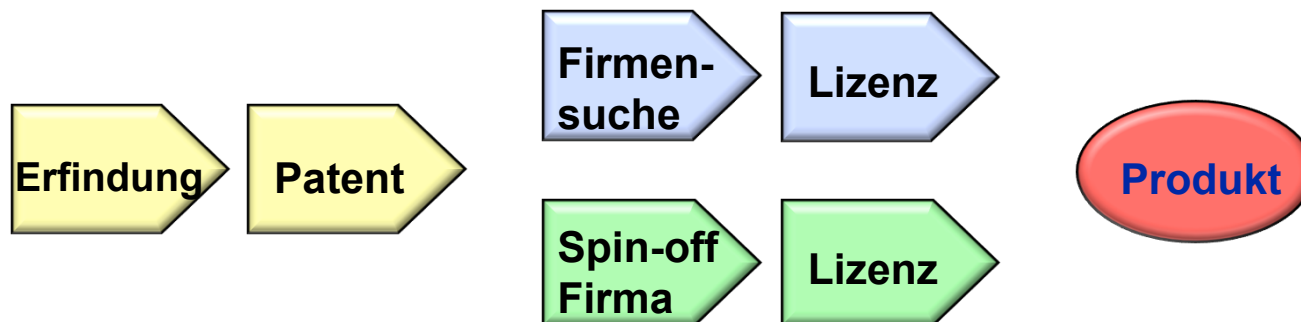 Erfindung
Patent
Firmen-
suche
Lizenz
Spin-off
Firma
Lizenz
Produkt